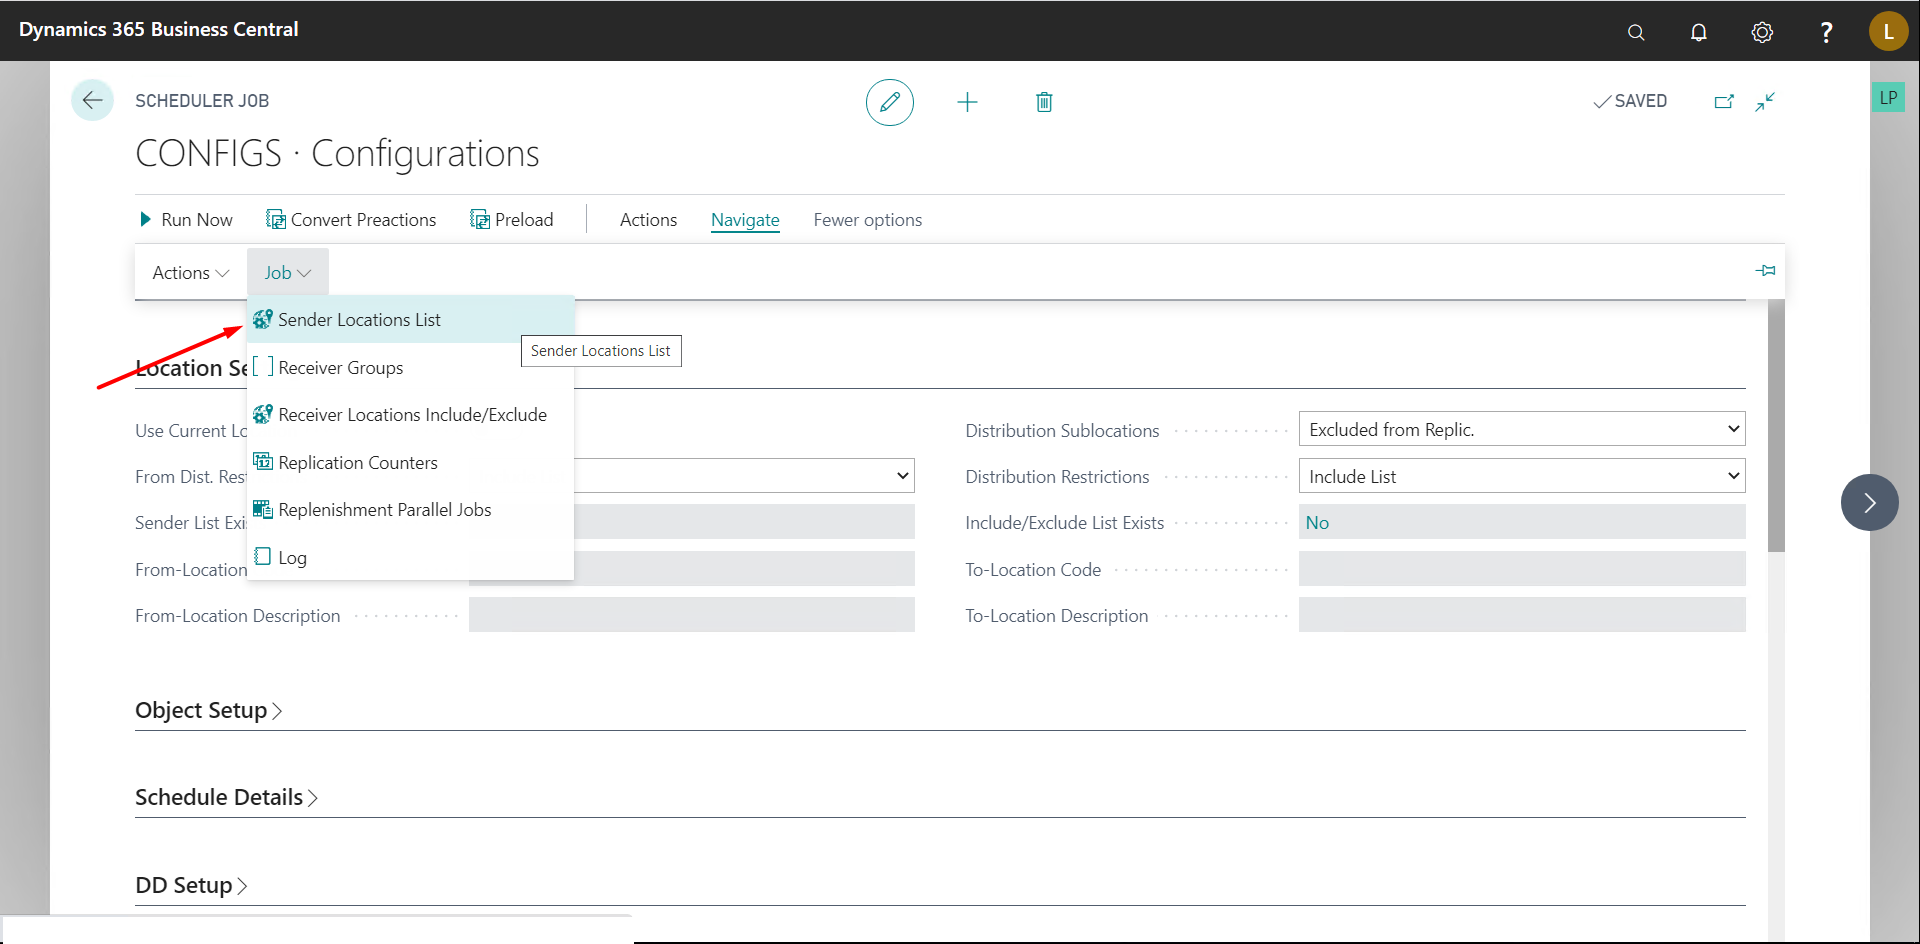 Dynamics 365 Business Central
?
L
SCHEDULER JOB
SAVED
LP
CONFIGS · Configurations
Run Now
Convert Preactions
Preload
Actions
Navigate
Fewer options
Actions
Job
Sender Locations List
Sender Locations List
Receiver Groups
Receiver Locations Include/Exclude
Replication Counters
Replenishment Parallel Jobs
Log
Location Se
Use Current Lo
From Dist. Res
Sender List Exi
From-Location
From-Location Description
Distribution Sublocations
Excluded from Replic.
Distribution Restrictions
Include List
Include/Exclude List Exists
No
To-Location Code
To-Location Description
Object Setup
Schedule Details
DD Setup